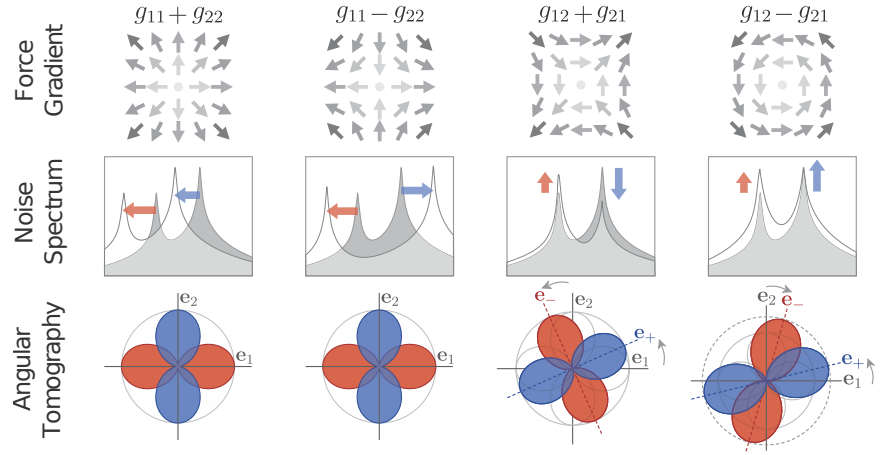 g₁₁ + g₂₂
g₁₁ − g₂₂
g₁₂ + g₂₁
g₁₂ − g₂₁
Force
Gradient
Noise
Spectrum
Angular
Tomography
e₂
e₁
e₂
e₁
e₋
e₂
e₊
e₁
e₂
e₋
e₊
e₁